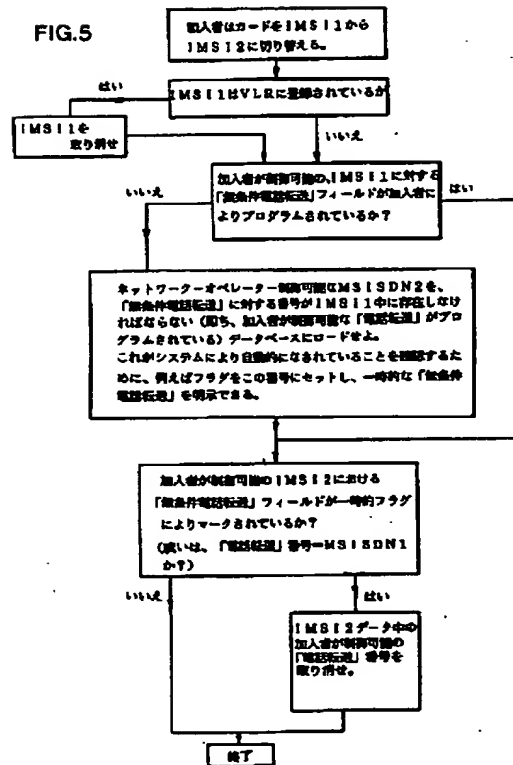 FIG.5
加入者はカードをIMSI1から
IMSI2に切り替える。
はい
IMSI1はVLRに登録されているか
IMSI1を
取り消せ
いいえ
加入者が制御可能の、IMSI1に対する
「無条件電話転送」フィールドが加入者に
よりプログラムされているか?
いいえ
はい
ネットワークーオペレーター制御可能なMSISDN2を、
「無条件電話転送」に対する番号がIMSI1中に存在しなけ
ればならない(即ち、加入者が制御可能な「電話転送」がプロ
グラムされている)データベースにロードせよ。
これがシステムにより自動的になされていることを確認するた
めに、例えばフラグをこの番号にセットし、一時的な「無条件
電話転送」を明示できる。
加入者が制御可能のIMSI2における
「無条件電話転送」フィールドが一時的フラグ
によりマークされているか?
(或いは、「電話転送」番号=MSISDN1
か?)
いいえ
はい
IMSI2データ中の
加入者が制御可能の
「電話転送」番号を
取り消せ。
終了